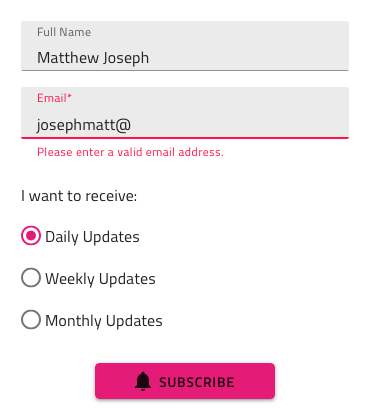 Full Name
Matthew Joseph
Email*
josephmatt@
Please enter a valid email address.
I want to receive:
Daily Updates
Weekly Updates
Monthly Updates
SUBSCRIBE